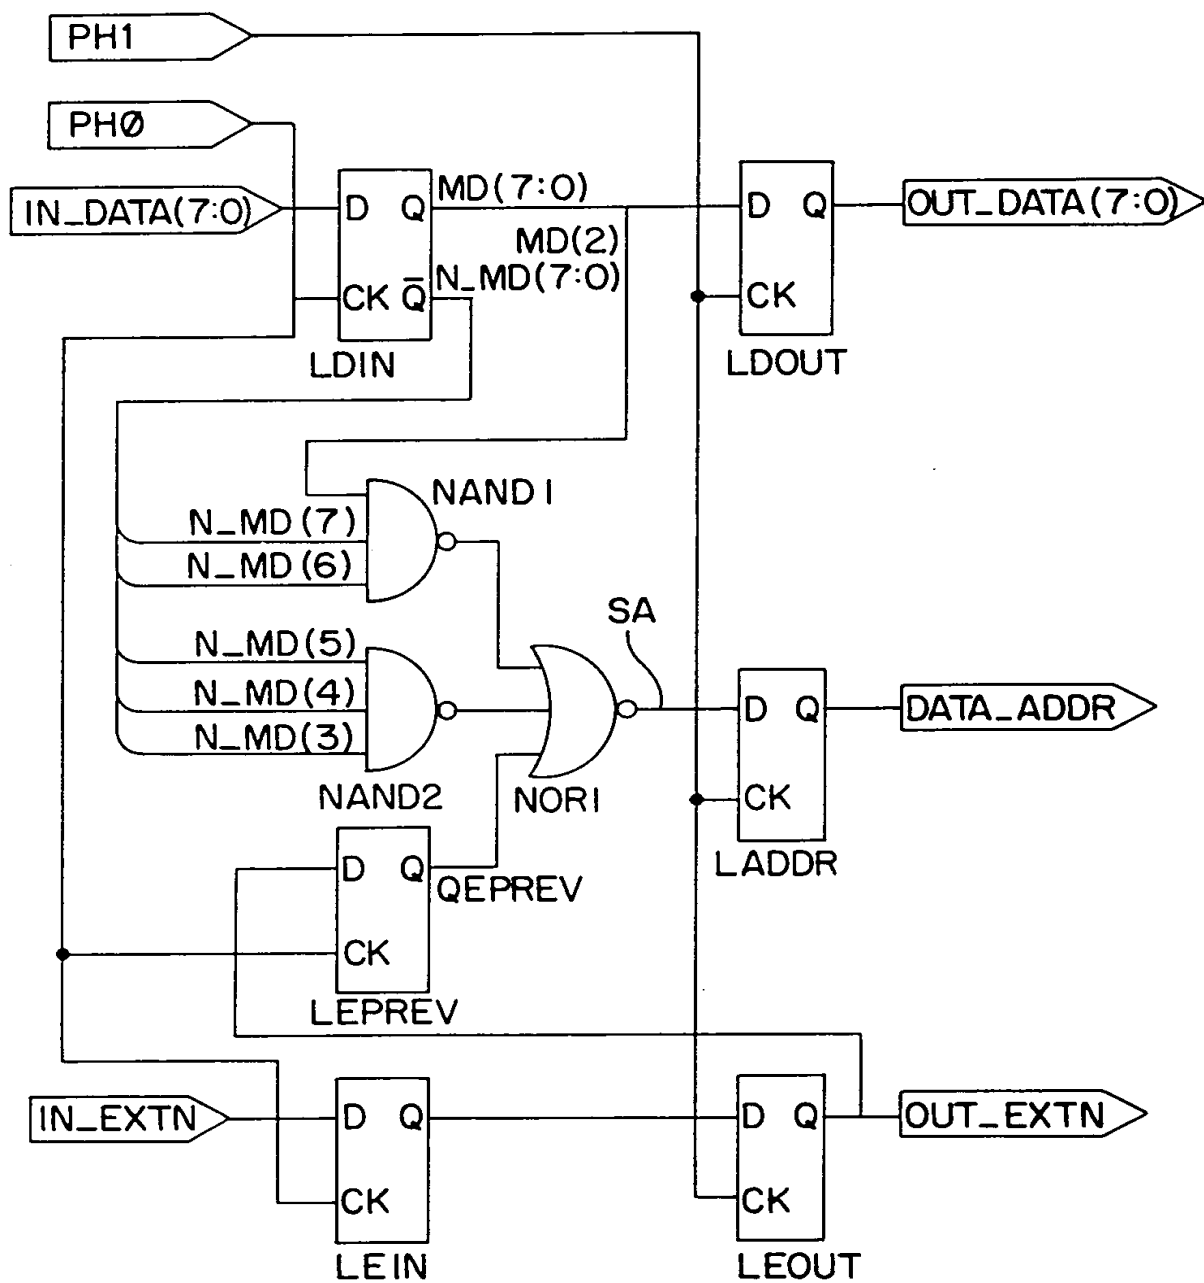 PH1
PHØ
IN_DATA(7:0)
D Q
CK Q̅
LDIN
MD(7:0)
MD(2)
N_MD(7:0)
D Q
CK
LDOUT
OUT_DATA(7:0)
NAND1
N_MD(7)
N_MD(6)
N_MD(5)
N_MD(4)
N_MD(3)
NAND2
NOR1
SA
D Q
CK
LADDR
DATA_ADDR
D Q
CK
QEPREV
LEPREV
IN_EXTN
D Q
CK
LEIN
D Q
CK
LEOUT
OUT_EXTN